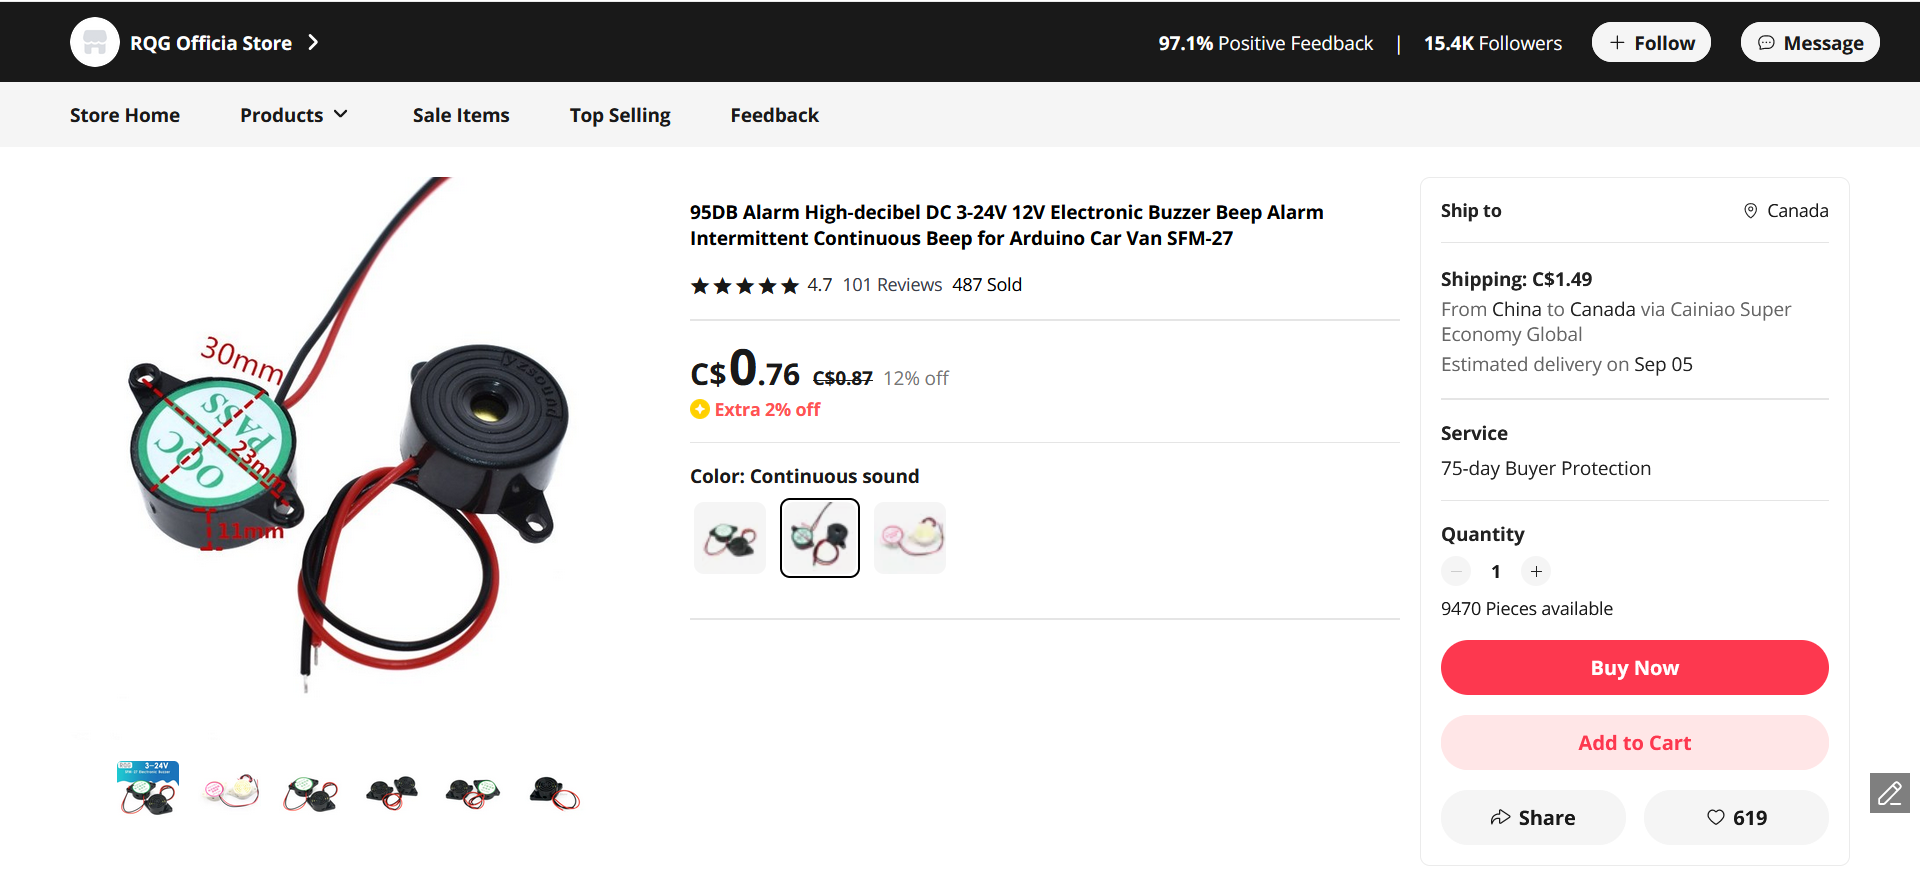 RQG Officia Store
97.1% Positive Feedback | 15.4K Followers
+ Follow
Message
Store Home
Products
Sale Items
Top Selling
Feedback
30mm
OQC
PASS
23mm
11mm
yzsound
95DB Alarm High-decibel DC 3-24V 12V Electronic Buzzer Beep Alarm
Intermittent Continuous Beep for Arduino Car Van SFM-27
4.7 101 Reviews 487 Sold
C$0.76 C$0.87 12% off
Extra 2% off
Color: Continuous sound
3-24V
Ship to
Canada
Shipping: C$1.49
From China to Canada via Cainiao Super
Economy Global
Estimated delivery on Sep 05
Service
75-day Buyer Protection
Quantity
1
9470 Pieces available
Buy Now
Add to Cart
Share
619